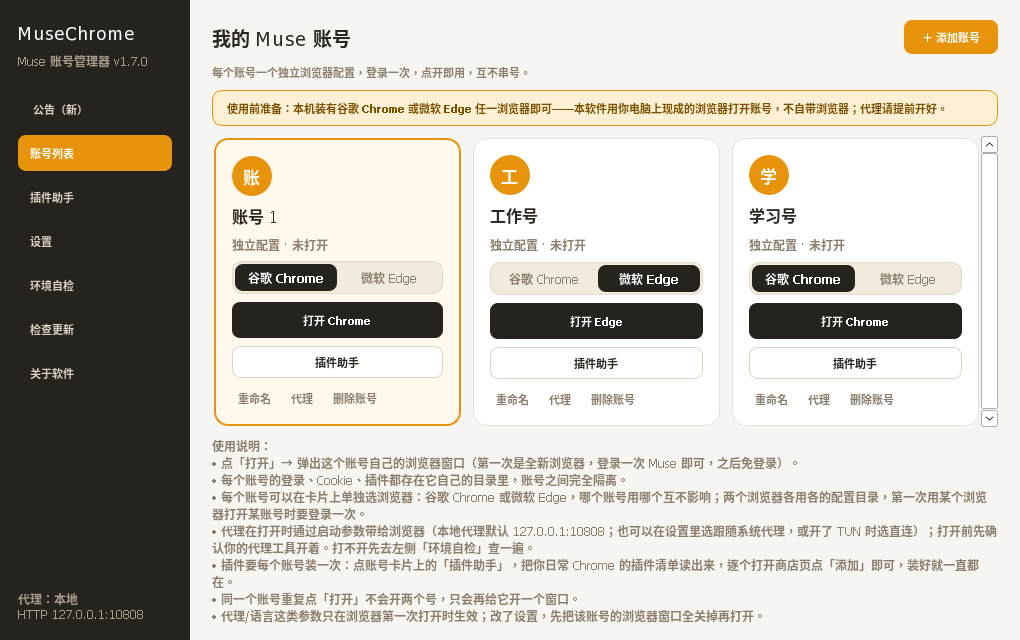 MuseChrome
Muse 账号管理器 v1.7.0
公告（新）
账号列表
插件助手
设置
环境自检
检查更新
关于软件
代理：本地
HTTP 127.0.0.1:10808
我的 Muse 账号
＋ 添加账号
每个账号一个独立浏览器配置，登录一次，点开即用，互不串号。
使用前准备：本机装有谷歌 Chrome 或微软 Edge 任一浏览器即可——本软件用你电脑上现成的浏览器打开账号，不自带浏览器；代理请提前开好。
账
账号 1
独立配置 · 未打开
谷歌 Chrome 微软 Edge
打开 Chrome
插件助手
重命名 代理 删除账号
工
工作号
独立配置 · 未打开
谷歌 Chrome 微软 Edge
打开 Edge
插件助手
重命名 代理 删除账号
学
学习号
独立配置 · 未打开
谷歌 Chrome 微软 Edge
打开 Chrome
插件助手
重命名 代理 删除账号
使用说明：
• 点「打开」→ 弹出这个账号自己的浏览器窗口（第一次是全新浏览器，登录一次 Muse 即可，之后免登录）。
• 每个账号的登录、Cookie、插件都存在它自己的目录里，账号之间完全隔离。
• 每个账号可以在卡片上单独选浏览器：谷歌 Chrome 或微软 Edge，哪个账号用哪个互不影响；两个浏览器各用各的配置目录，第一次用某个浏览
器打开某账号时要登录一次。
• 代理在打开时通过启动参数带给浏览器（本地代理默认 127.0.0.1:10808；也可以在设置里选跟随系统代理，或开了 TUN 时选直连）；打开前先确
认你的代理工具开着。打不开先去左侧「环境自检」查一遍。
• 插件要每个账号装一次：点账号卡片上的「插件助手」，把你日常 Chrome 的插件清单读出来，逐个打开商店页点「添加」即可，装好就一直都
在。
• 同一个账号重复点「打开」不会开两个号，只会再给它开一个窗口。
• 代理/语言这类参数只在浏览器第一次打开时生效；改了设置，先把该账号的浏览器窗口全关掉再打开。